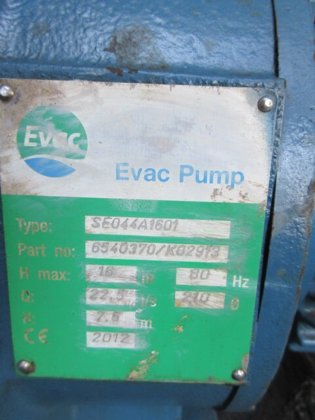 Evac
Evac Pump
Type: SE044A1601
Part no: 6540370/K02913
H max: 16 m 80 Hz
Q: 22.5
2012